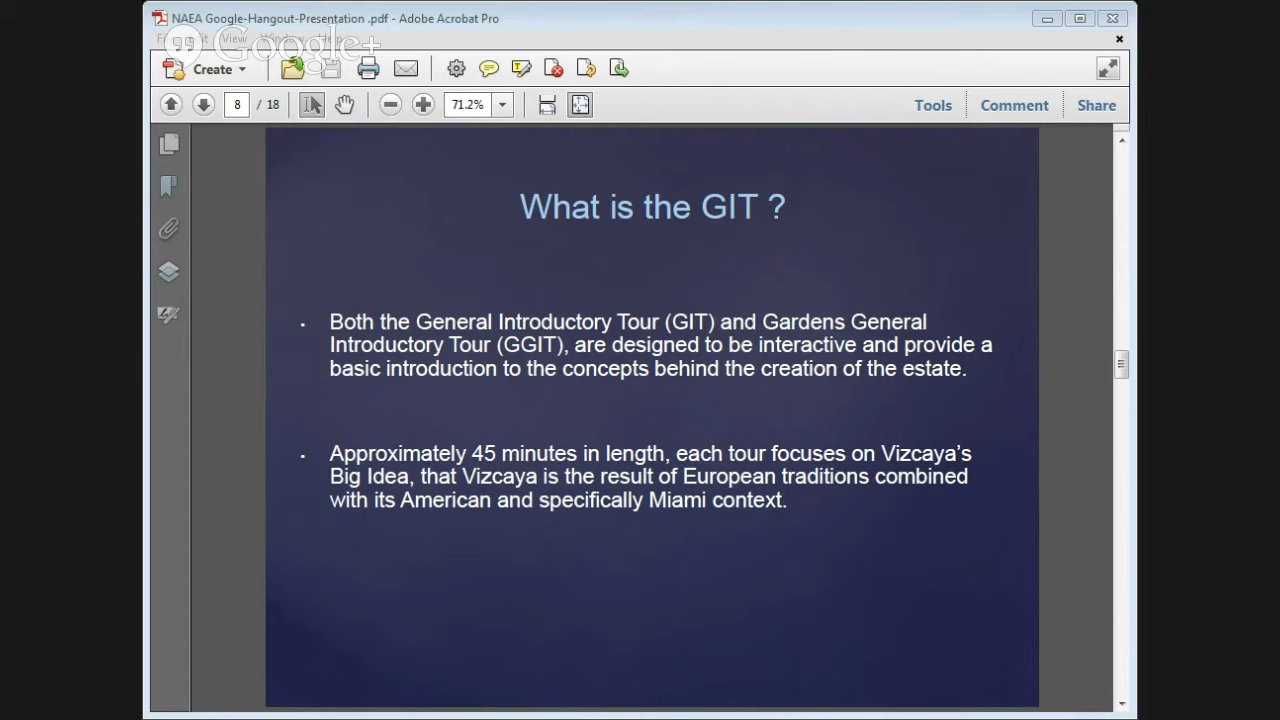 NAEA Google-Hangout-Presentation .pdf - Adobe Acrobat Pro
View Window Help
Google+
Create
8 / 18
71.2%
Tools Comment Share
What is the GIT ?
• Both the General Introductory Tour (GIT) and Gardens General
Introductory Tour (GGIT), are designed to be interactive and provide a
basic introduction to the concepts behind the creation of the estate.
• Approximately 45 minutes in length, each tour focuses on Vizcaya’s
Big Idea, that Vizcaya is the result of European traditions combined
with its American and specifically Miami context.